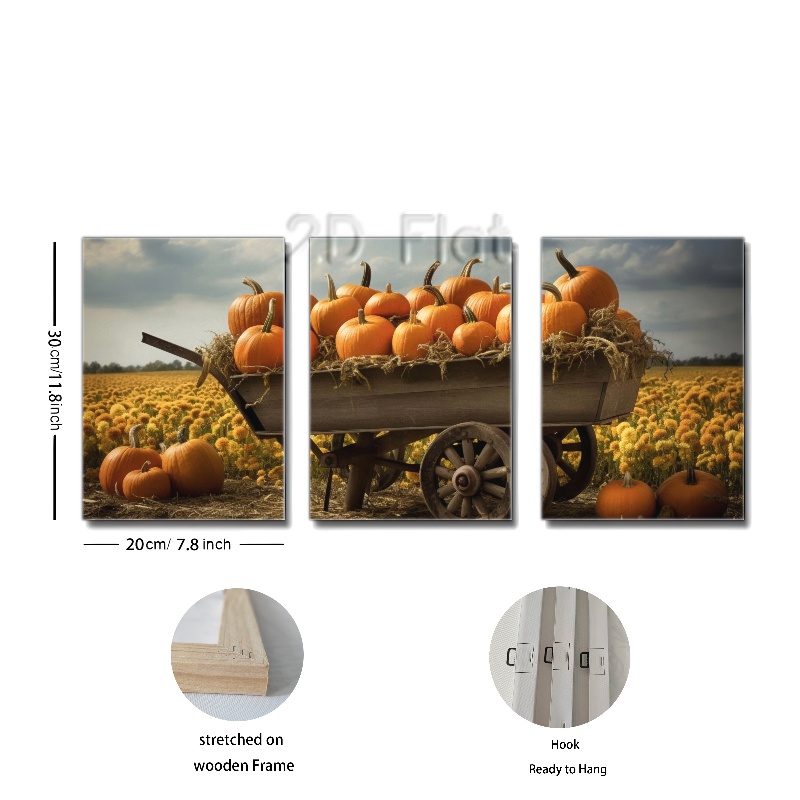 2D Flat
30cm/11.8inch
20cm/ 7.8 inch
stretched on
wooden Frame
Hook
Ready to Hang